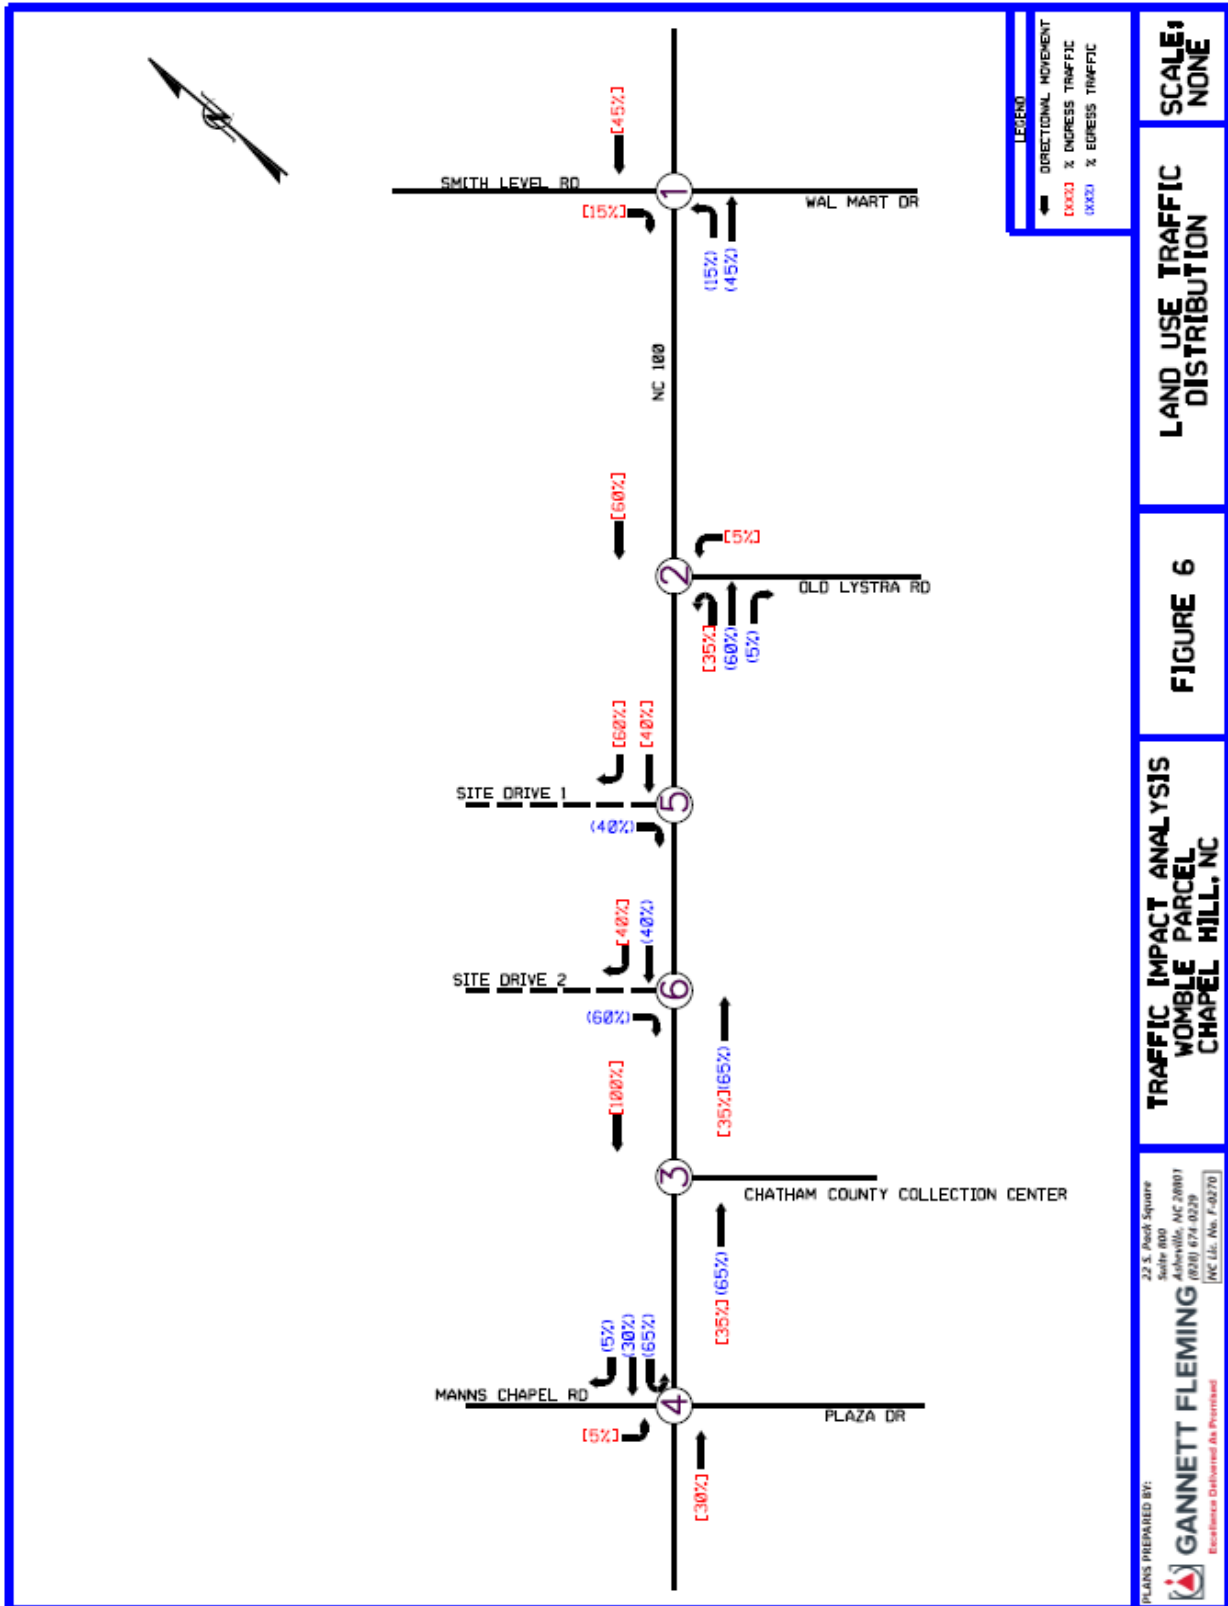 SMITH LEVEL RD
[45%]
1
WAL MART DR
[15%]
(15%)
(45%)
NC 100
[60%]
2
[5%]
OLD LYSTRA RD
[35%]
(60%)
(5%)
[60%]
[40%]
SITE DRIVE 1
5
(40%)
[40%]
(40%)
SITE DRIVE 2
6
(60%)
[35%](65%)
[100%]
3
CHATHAM COUNTY COLLECTION CENTER
[35%](65%)
(5%)
(30%)
(65%)
MANNS CHAPEL RD
4
PLAZA DR
[5%]
[30%]
N
LEGEND
DIRECTIONAL MOVEMENT
[XX%] % INGRESS TRAFFIC
(XX%) % EGRESS TRAFFIC
PLANS PREPARED BY:
GANNETT FLEMING
Excellence Delivered As Promised
22 S. Pack Square
Suite 800
Asheville, NC 28801
(828) 674-0229
NC Lic. No. F-0270
TRAFFIC IMPACT ANALYSIS
WOMBLE PARCEL
CHAPEL HILL, NC
FIGURE 6
LAND USE TRAFFIC
DISTRIBUTION
SCALE:
NONE